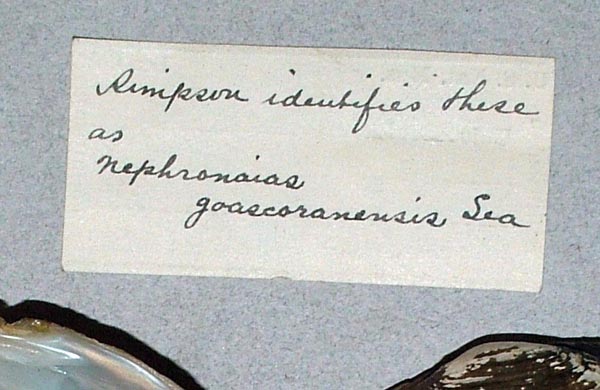 Simpson identifies these
as
Nephronaias
goascoranensis Lea